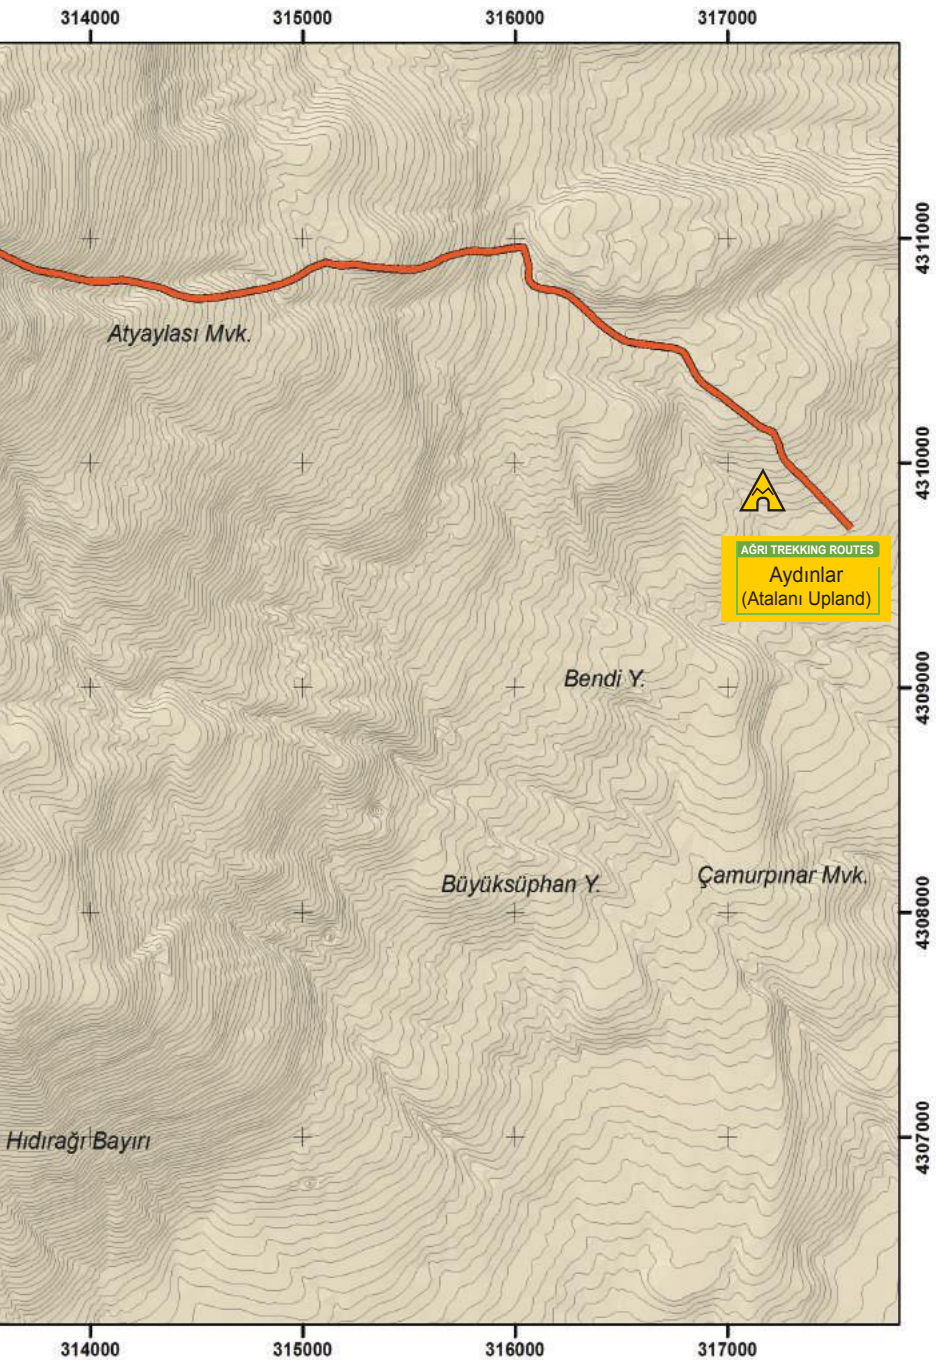 314000 315000 316000 317000
4311000
Atyaylası Mvk.
4310000
AĞRI TREKKING ROUTES
Aydınlar
(Atalanı Upland)
Bendi Y.
4309000
Büyüksüphan Y.
Çamurpınar Mvk.
4308000
Hıdırağı Bayırı
4307000
314000 315000 316000 317000